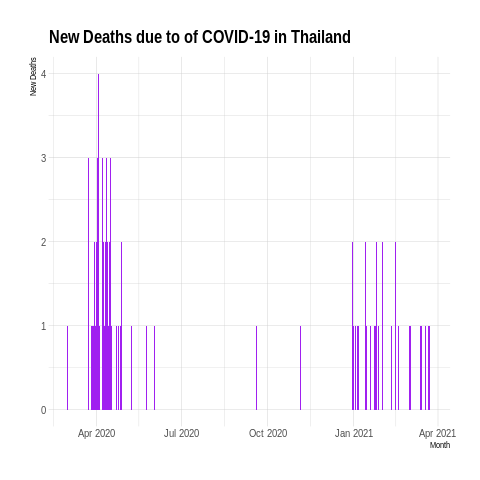 New Deaths due to of COVID-19 in Thailand
New Deaths
4
3
2
1
0
Apr 2020 Jul 2020 Oct 2020 Jan 2021 Apr 2021
Month